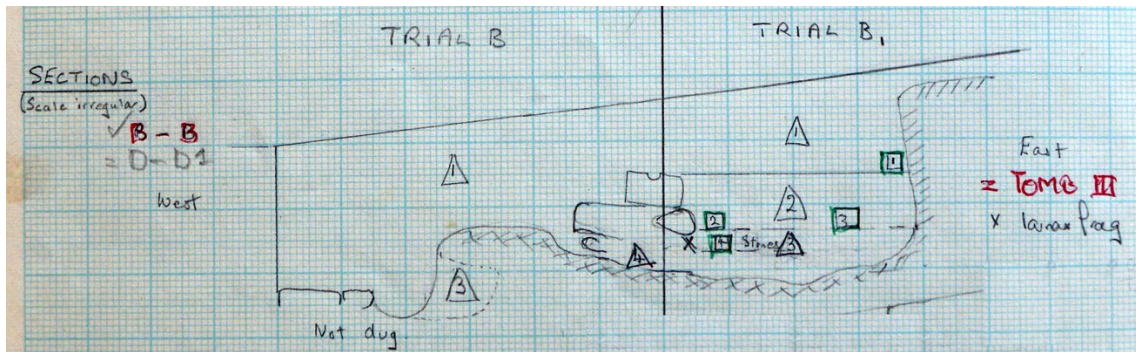 TRIAL B
TRIAL B₁
SECTIONS
(Scale irregular)
✓ B - B
= D - D1
West
1
1
1
2
2
3
3
4
Stones
3
4
East
= TOMB III
X larnax Frag
Not dug.